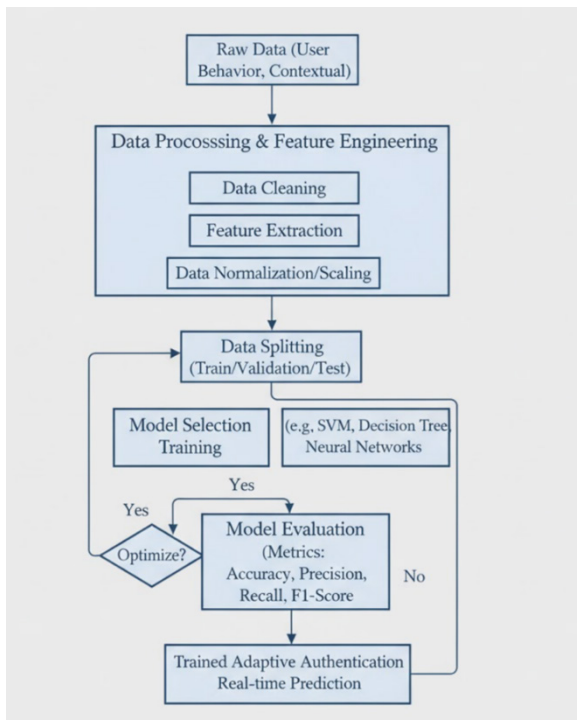 Raw Data (User
Behavior, Contextual)
Data Procosssing & Feature Engineering
Data Cleaning
Feature Extraction
Data Normalization/Scaling
Data Splitting
(Train/Validation/Test)
Model Selection
Training
(e.g, SVM, Decision Tree,
Neural Networks
Yes
Yes
Optimize?
Model Evaluation
(Metrics:
Accuracy, Precision,
Recall, F1-Score
No
Trained Adaptive Authentication
Real-time Prediction